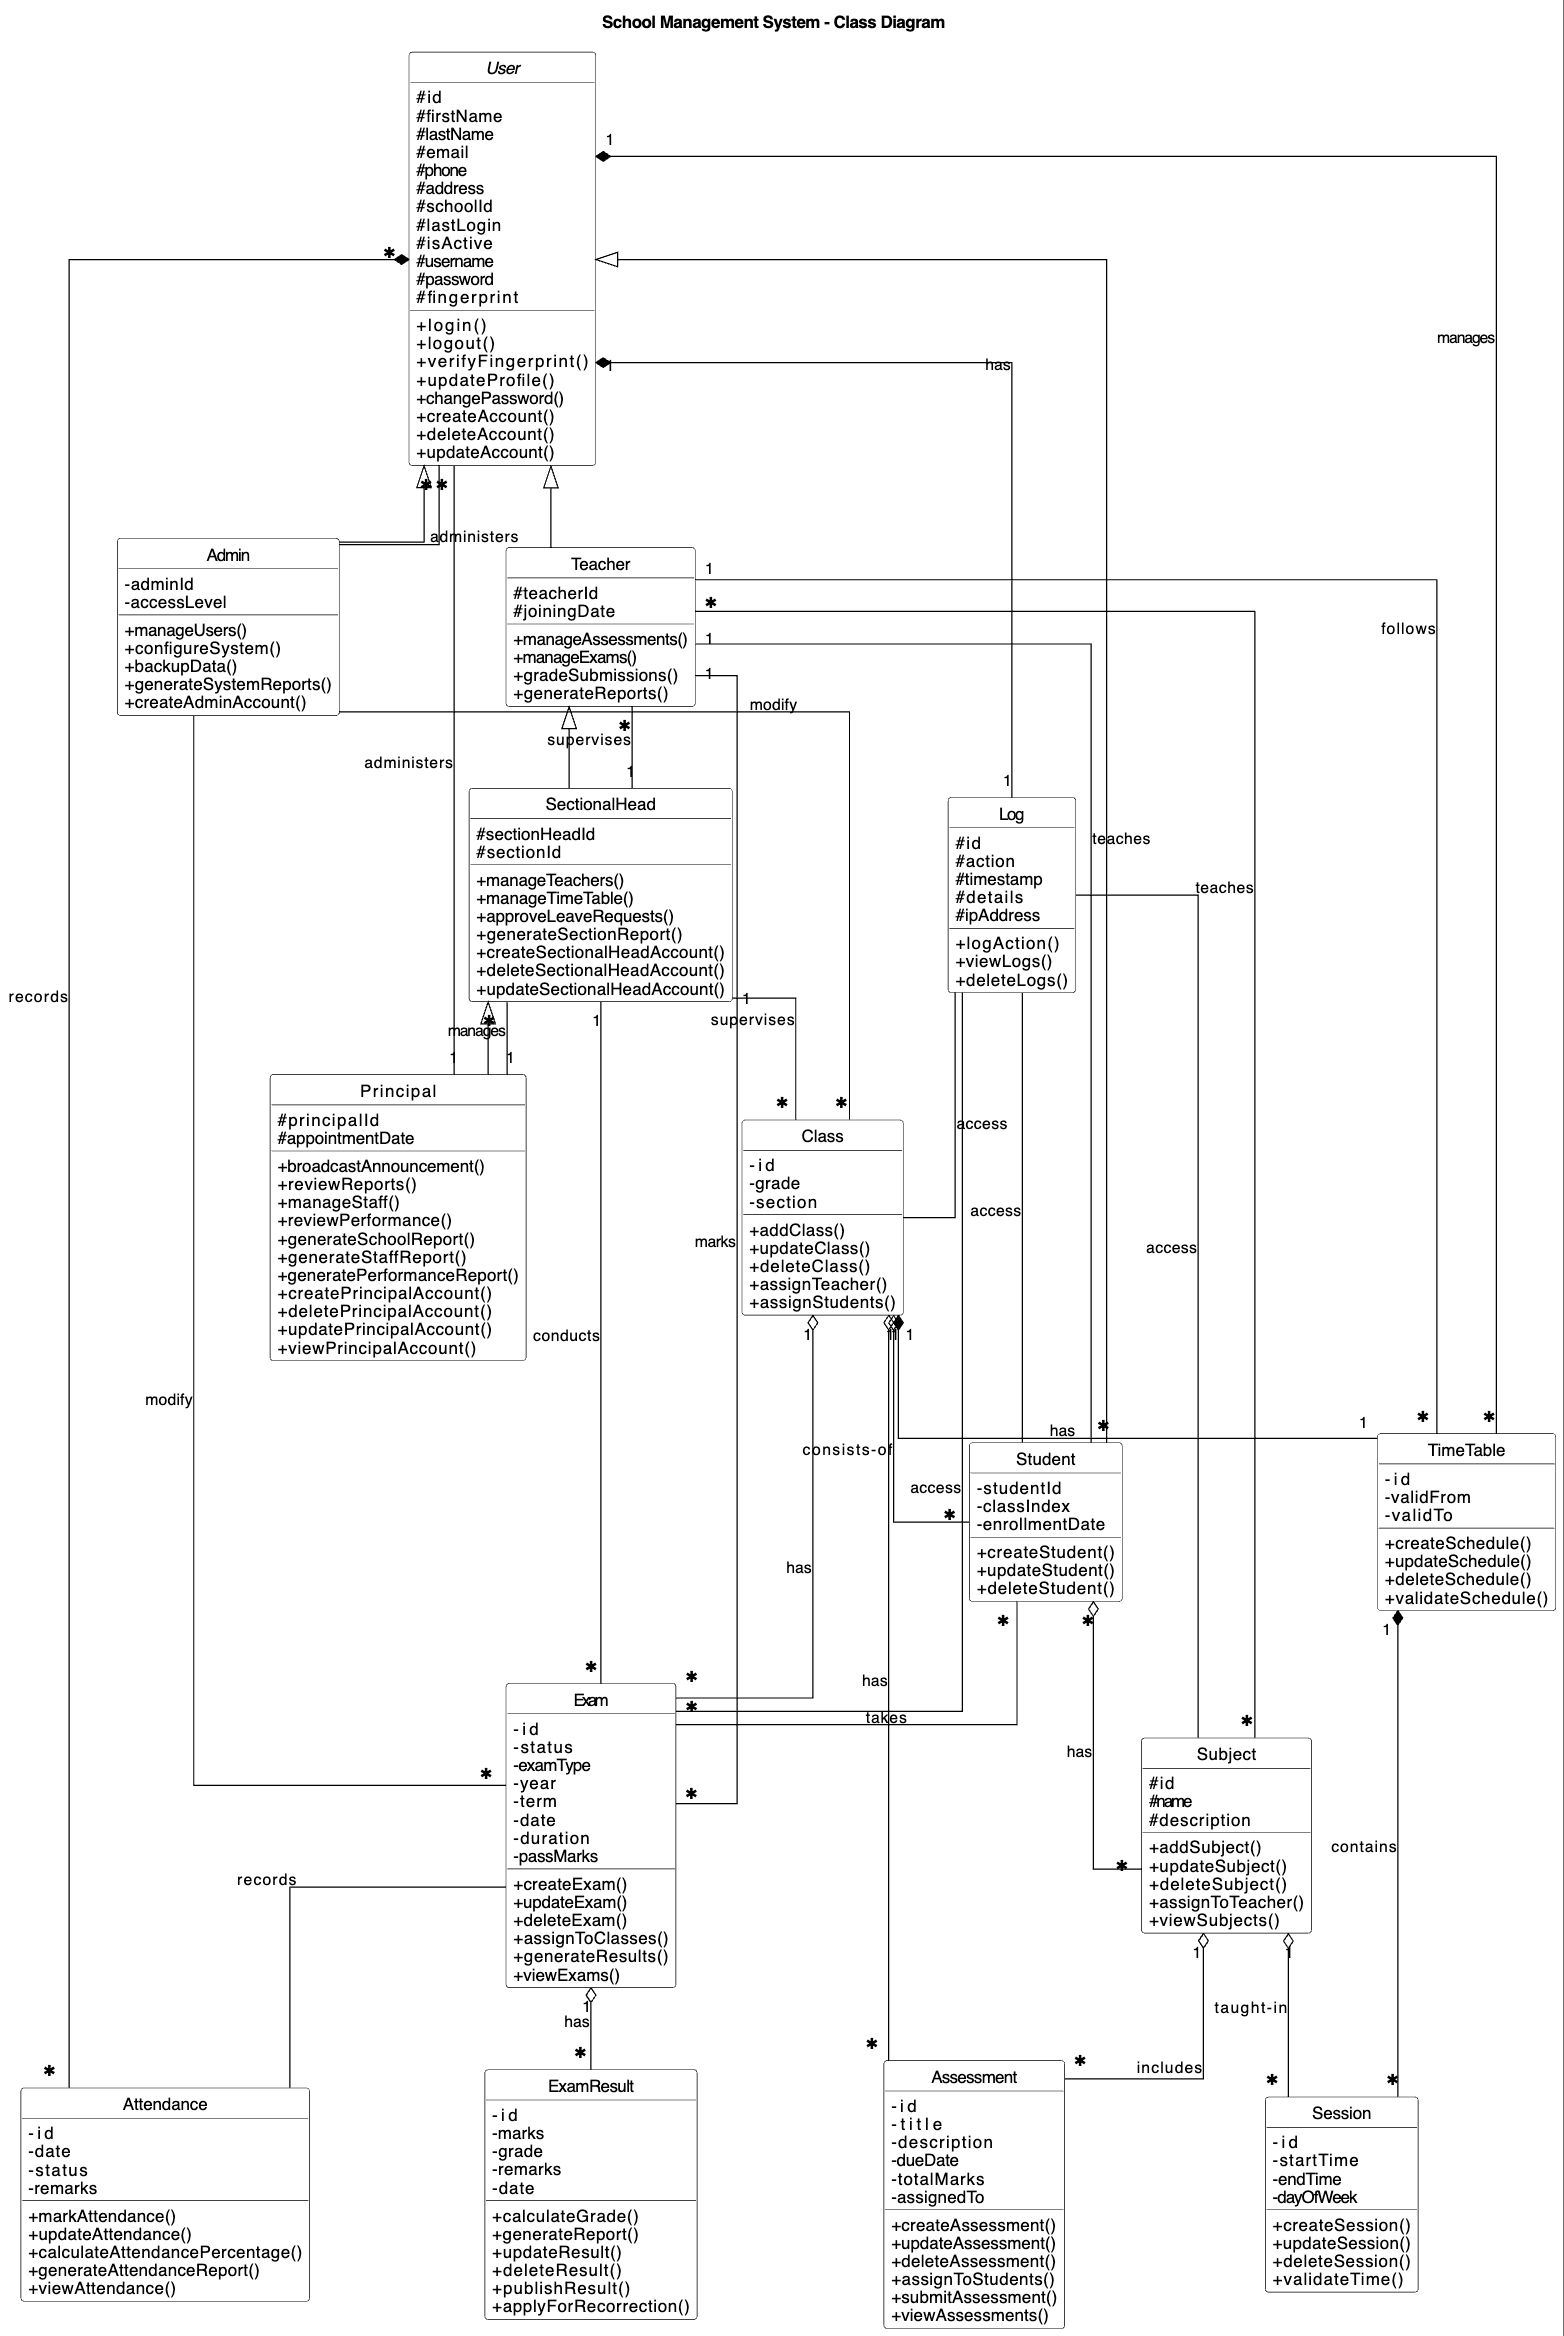 School Management System - Class Diagram
User
#id
#firstName
#lastName
#email
#phone
#address
#schoolId
#lastLogin
#isActive
#username
#password
#fingerprint
+login()
+logout()
+verifyFingerprint()
+updateProfile()
+changePassword()
+createAccount()
+deleteAccount()
+updateAccount()
1
*
1
has
manages
*
*
administers
Admin
-adminId
-accessLevel
+manageUsers()
+configureSystem()
+backupData()
+generateSystemReports()
+createAdminAccount()
Teacher
#teacherId
#joiningDate
+manageAssessments()
+manageExams()
+gradeSubmissions()
+generateReports()
1
*
1
1
follows
modify
*
supervises
1
administers
SectionalHead
#sectionHeadId
#sectionId
+manageTeachers()
+manageTimeTable()
+approveLeaveRequests()
+generateSectionReport()
+createSectionalHeadAccount()
+deleteSectionalHeadAccount()
+updateSectionalHeadAccount()
1
Log
#id
#action
#timestamp
#details
#ipAddress
+logAction()
+viewLogs()
+deleteLogs()
teaches
teaches
records
1
supervises
1
*
manages
1
1
*
*
Principal
#principalId
#appointmentDate
+broadcastAnnouncement()
+reviewReports()
+manageStaff()
+reviewPerformance()
+generateSchoolReport()
+generateStaffReport()
+generatePerformanceReport()
+createPrincipalAccount()
+deletePrincipalAccount()
+updatePrincipalAccount()
+viewPrincipalAccount()
Class
-id
-grade
-section
+addClass()
+updateClass()
+deleteClass()
+assignTeacher()
+assignStudents()
access
access
access
marks
conducts
modify
1
1
1
1
consists-of
has
1
*
*
*
access
*
Student
-studentId
-classIndex
-enrollmentDate
+createStudent()
+updateStudent()
+deleteStudent()
TimeTable
-id
-validFrom
-validTo
+createSchedule()
+updateSchedule()
+deleteSchedule()
+validateSchedule()
has
*
*
1
*
*
*
has
takes
Exam
-id
-status
-examType
-year
-term
-date
-duration
-passMarks
+createExam()
+updateExam()
+deleteExam()
+assignToClasses()
+generateResults()
+viewExams()
*
*
has
*
*
Subject
#id
#name
#description
+addSubject()
+updateSubject()
+deleteSubject()
+assignToTeacher()
+viewSubjects()
contains
records
1
1
1
has
taught-in
*
*
*
*
includes
*
*
Attendance
-id
-date
-status
-remarks
+markAttendance()
+updateAttendance()
+calculateAttendancePercentage()
+generateAttendanceReport()
+viewAttendance()
ExamResult
-id
-marks
-grade
-remarks
-date
+calculateGrade()
+generateReport()
+updateResult()
+deleteResult()
+publishResult()
+applyForRecorrection()
Assessment
-id
-title
-description
-dueDate
-totalMarks
-assignedTo
+createAssessment()
+updateAssessment()
+deleteAssessment()
+assignToStudents()
+submitAssessment()
+viewAssessments()
Session
-id
-startTime
-endTime
-dayOfWeek
+createSession()
+updateSession()
+deleteSession()
+validateTime()